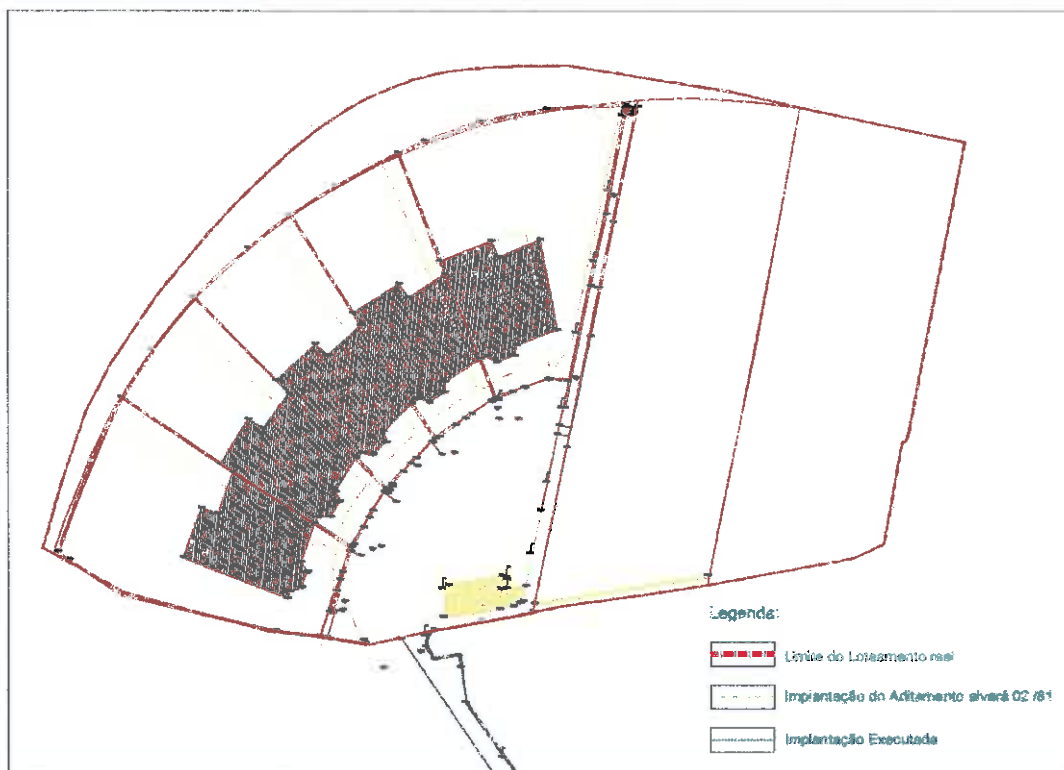 Legenda:
Limite do Loteamento real
Implantação do Aditamento alvará 02 /81
Implantação Executada